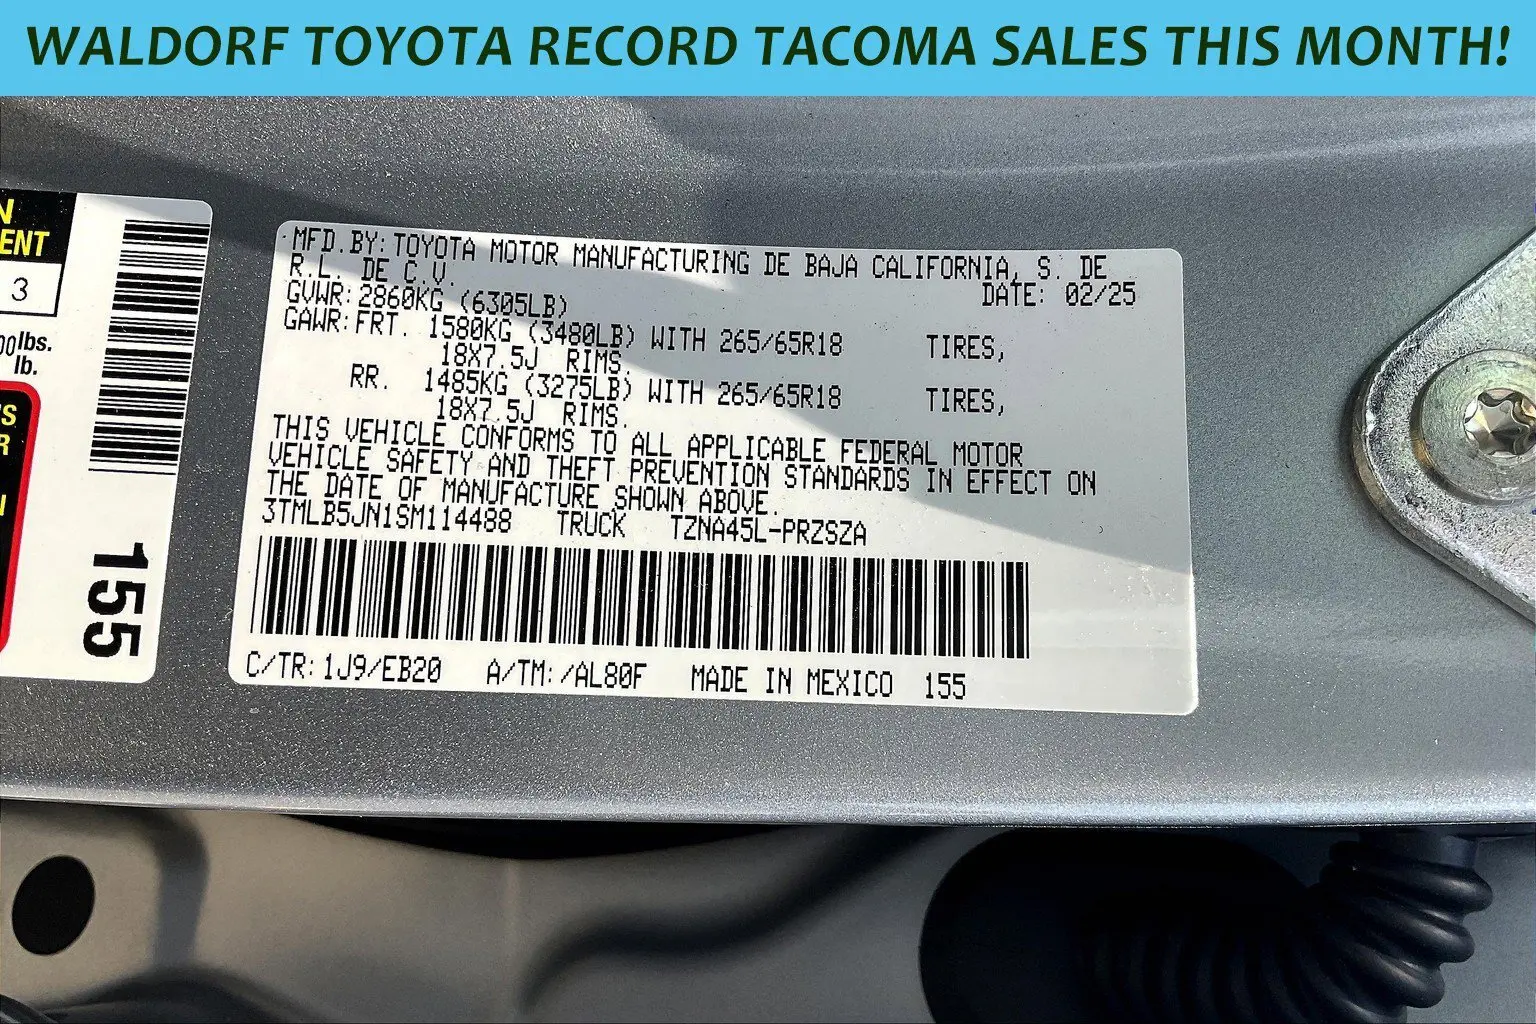 WALDORF TOYOTA RECORD TACOMA SALES THIS MONTH!
N
ENT
3
00lbs.
lb.
'S
R
N
155
MFD.BY:TOYOTA MOTOR MANUFACTURING DE BAJA CALIFORNIA, S. DE
R.L. DE C.V.
DATE: 02/25
GVWR:2860KG (6305LB)
GAWR:FRT. 1580KG (3480LB) WITH 265/65R18 TIRES,
18X7.5J RIMS.
RR. 1485KG (3275LB) WITH 265/65R18 TIRES,
18X7.5J RIMS.
THIS VEHICLE CONFORMS TO ALL APPLICABLE FEDERAL MOTOR
VEHICLE SAFETY AND THEFT PREVENTION STANDARDS IN EFFECT ON
THE DATE OF MANUFACTURE SHOWN ABOVE.
3TMLB5JN1SM114488 TRUCK TZNA45L-PRZSZA
C/TR:1J9/EB20 A/TM:/AL80F MADE IN MEXICO 155